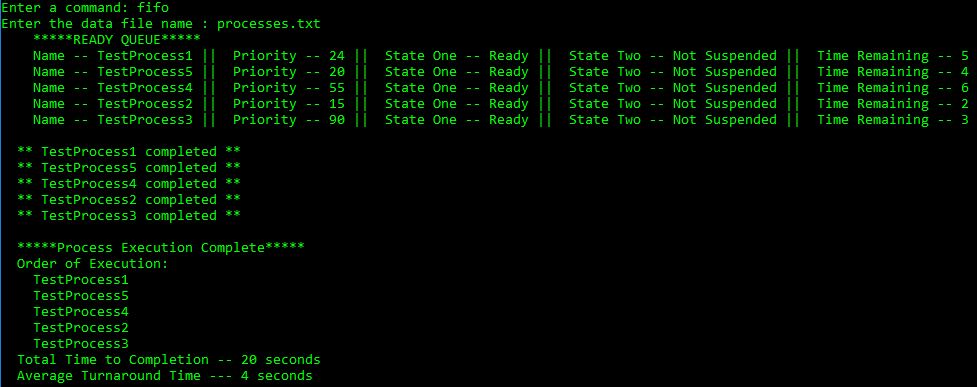 Enter a command: fifo
Enter the data file name : processes.txt
*****READY QUEUE*****
Name -- TestProcess1 ||  Priority -- 24 ||  State One -- Ready ||  State Two -- Not Suspended ||  Time Remaining -- 5
Name -- TestProcess5 ||  Priority -- 20 ||  State One -- Ready ||  State Two -- Not Suspended ||  Time Remaining -- 4
Name -- TestProcess4 ||  Priority -- 55 ||  State One -- Ready ||  State Two -- Not Suspended ||  Time Remaining -- 6
Name -- TestProcess2 ||  Priority -- 15 ||  State One -- Ready ||  State Two -- Not Suspended ||  Time Remaining -- 2
Name -- TestProcess3 ||  Priority -- 90 ||  State One -- Ready ||  State Two -- Not Suspended ||  Time Remaining -- 3
** TestProcess1 completed **
** TestProcess5 completed **
** TestProcess4 completed **
** TestProcess2 completed **
** TestProcess3 completed **
*****Process Execution Complete*****
Order of Execution:
TestProcess1
TestProcess5
TestProcess4
TestProcess2
TestProcess3
Total Time to Completion -- 20 seconds
Average Turnaround Time --- 4 seconds